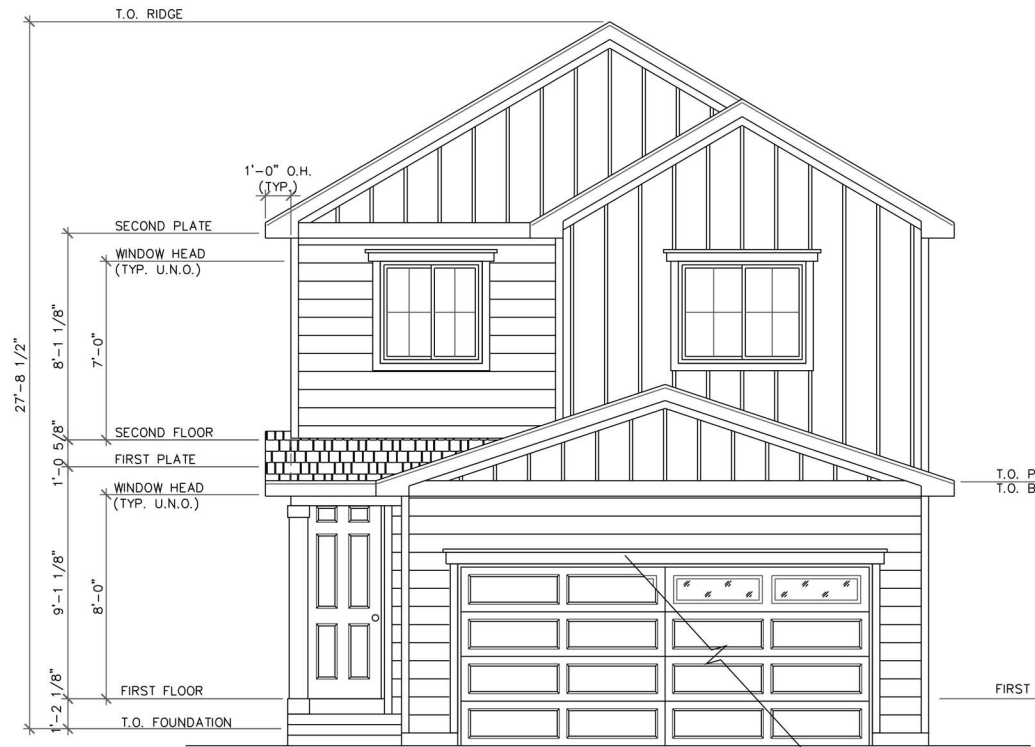 T.O. RIDGE
1'-0" O.H.
(TYP.)
SECOND PLATE
WINDOW HEAD
(TYP. U.N.O.)
27'-8 1/2"
8'-1 1/8"
7'-0"
SECOND FLOOR
1'-0 5/8"
FIRST PLATE
WINDOW HEAD
(TYP. U.N.O.)
T.O. P
T.O. B
9'-1 1/8"
8'-0"
FIRST FLOOR
FIRST
1'-2 1/8"
T.O. FOUNDATION